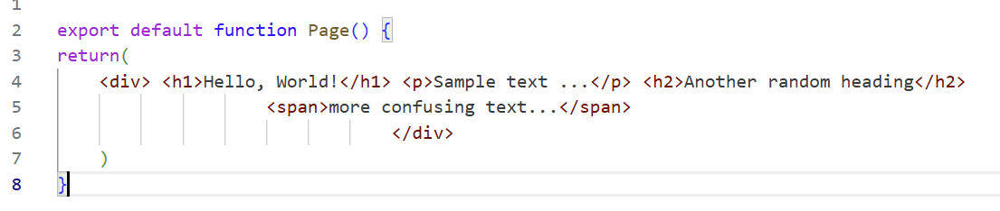 1
2 export default function Page() {
3 return(
4 <div> <h1>Hello, World!</h1> <p>Sample text ...</p> <h2>Another random heading</h2>
5 <span>more confusing text...</span>
6 </div>
7 )
8 }